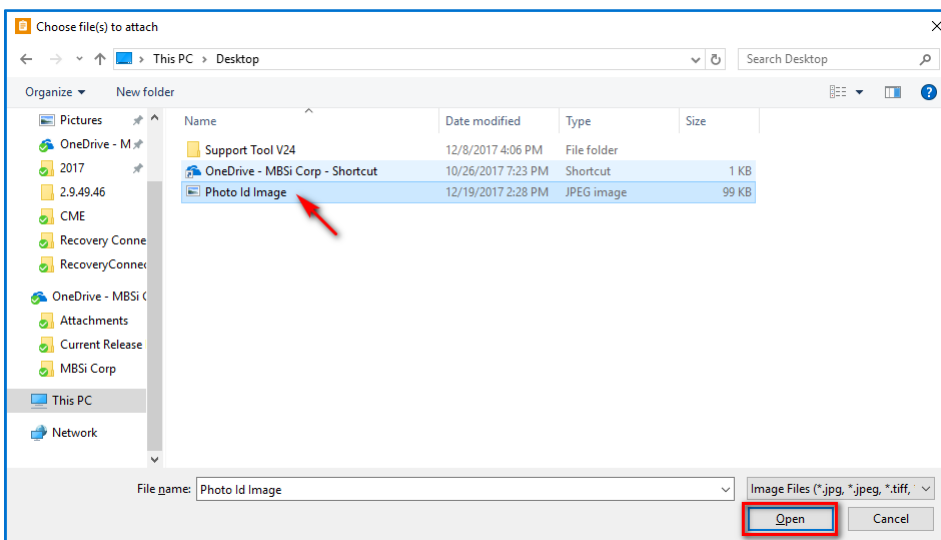 Choose file(s) to attach
This PC > Desktop
Search Desktop
Organize New folder
Name Date modified Type Size
Pictures
OneDrive - M
2017
2.9.49.46
CME
Recovery Conne
RecoveryConnec
OneDrive - MBSi C
Attachments
Current Release
MBSi Corp
This PC
Network
Support Tool V24 12/8/2017 4:06 PM File folder
OneDrive - MBSi Corp - Shortcut 10/26/2017 7:23 PM Shortcut 1 KB
Photo Id Image 12/19/2017 2:28 PM JPEG image 99 KB
File name: Photo Id Image
Image Files (*.jpg, *.jpeg, *.tiff, *
Open Cancel